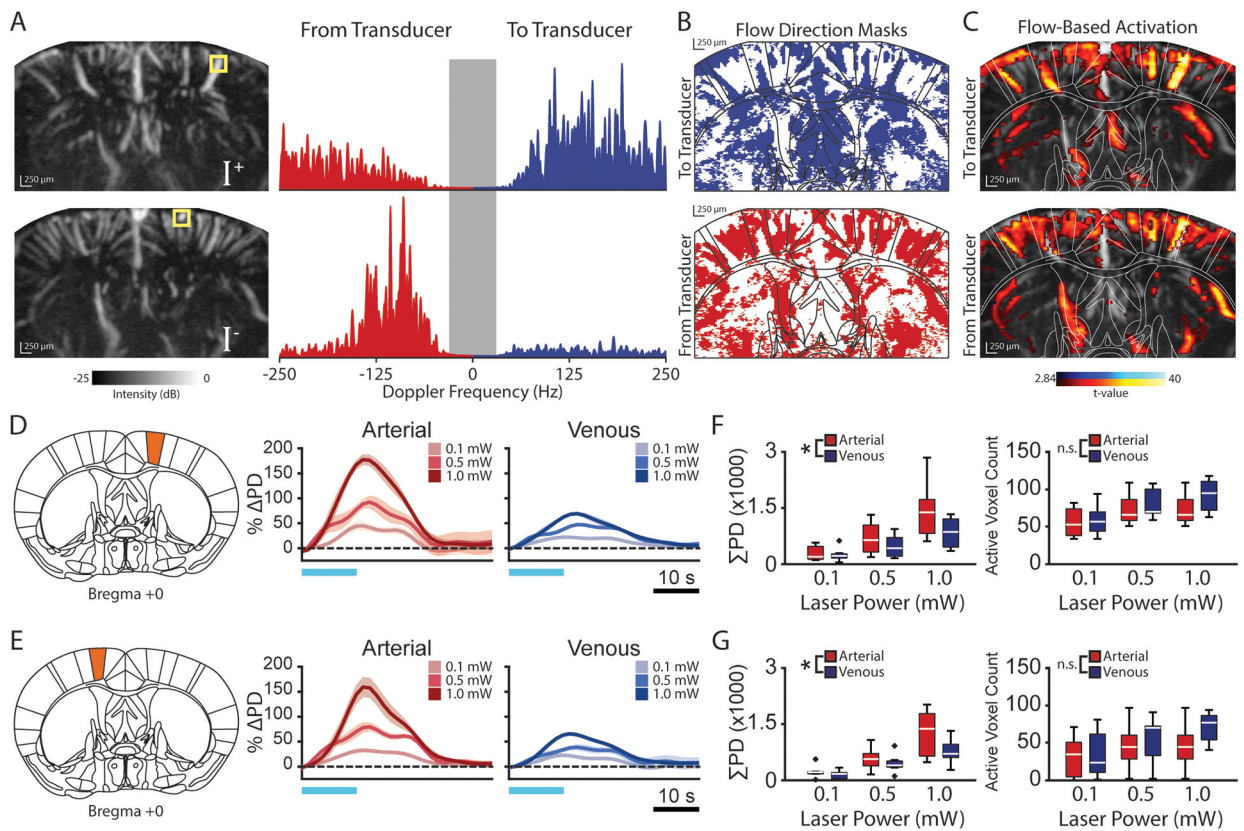 A
From Transducer
To Transducer
250 µm
I+
250 µm
I-
-25
0
Intensity (dB)
-250
-125
0
125
250
Doppler Frequency (Hz)
B
Flow Direction Masks
250 µm
To Transducer
250 µm
From Transducer
C
Flow-Based Activation
To Transducer
250 µm
From Transducer
250 µm
2.84
40
t-value
D
Bregma +0
Arterial
% ΔPD
200
150
100
50
0
0.1 mW
0.5 mW
1.0 mW
Venous
0.1 mW
0.5 mW
1.0 mW
10 s
E
Bregma +0
Arterial
% ΔPD
200
150
100
50
0
0.1 mW
0.5 mW
1.0 mW
Venous
0.1 mW
0.5 mW
1.0 mW
10 s
F
ΣPD (x1000)
3
1.5
0
* Arterial
Venous
0.1 0.5 1.0
Laser Power (mW)
Active Voxel Count
150
100
50
0
n.s. Arterial
Venous
0.1 0.5 1.0
Laser Power (mW)
G
ΣPD (x1000)
3
1.5
0
* Arterial
Venous
0.1 0.5 1.0
Laser Power (mW)
Active Voxel Count
150
100
50
0
n.s. Arterial
Venous
0.1 0.5 1.0
Laser Power (mW)